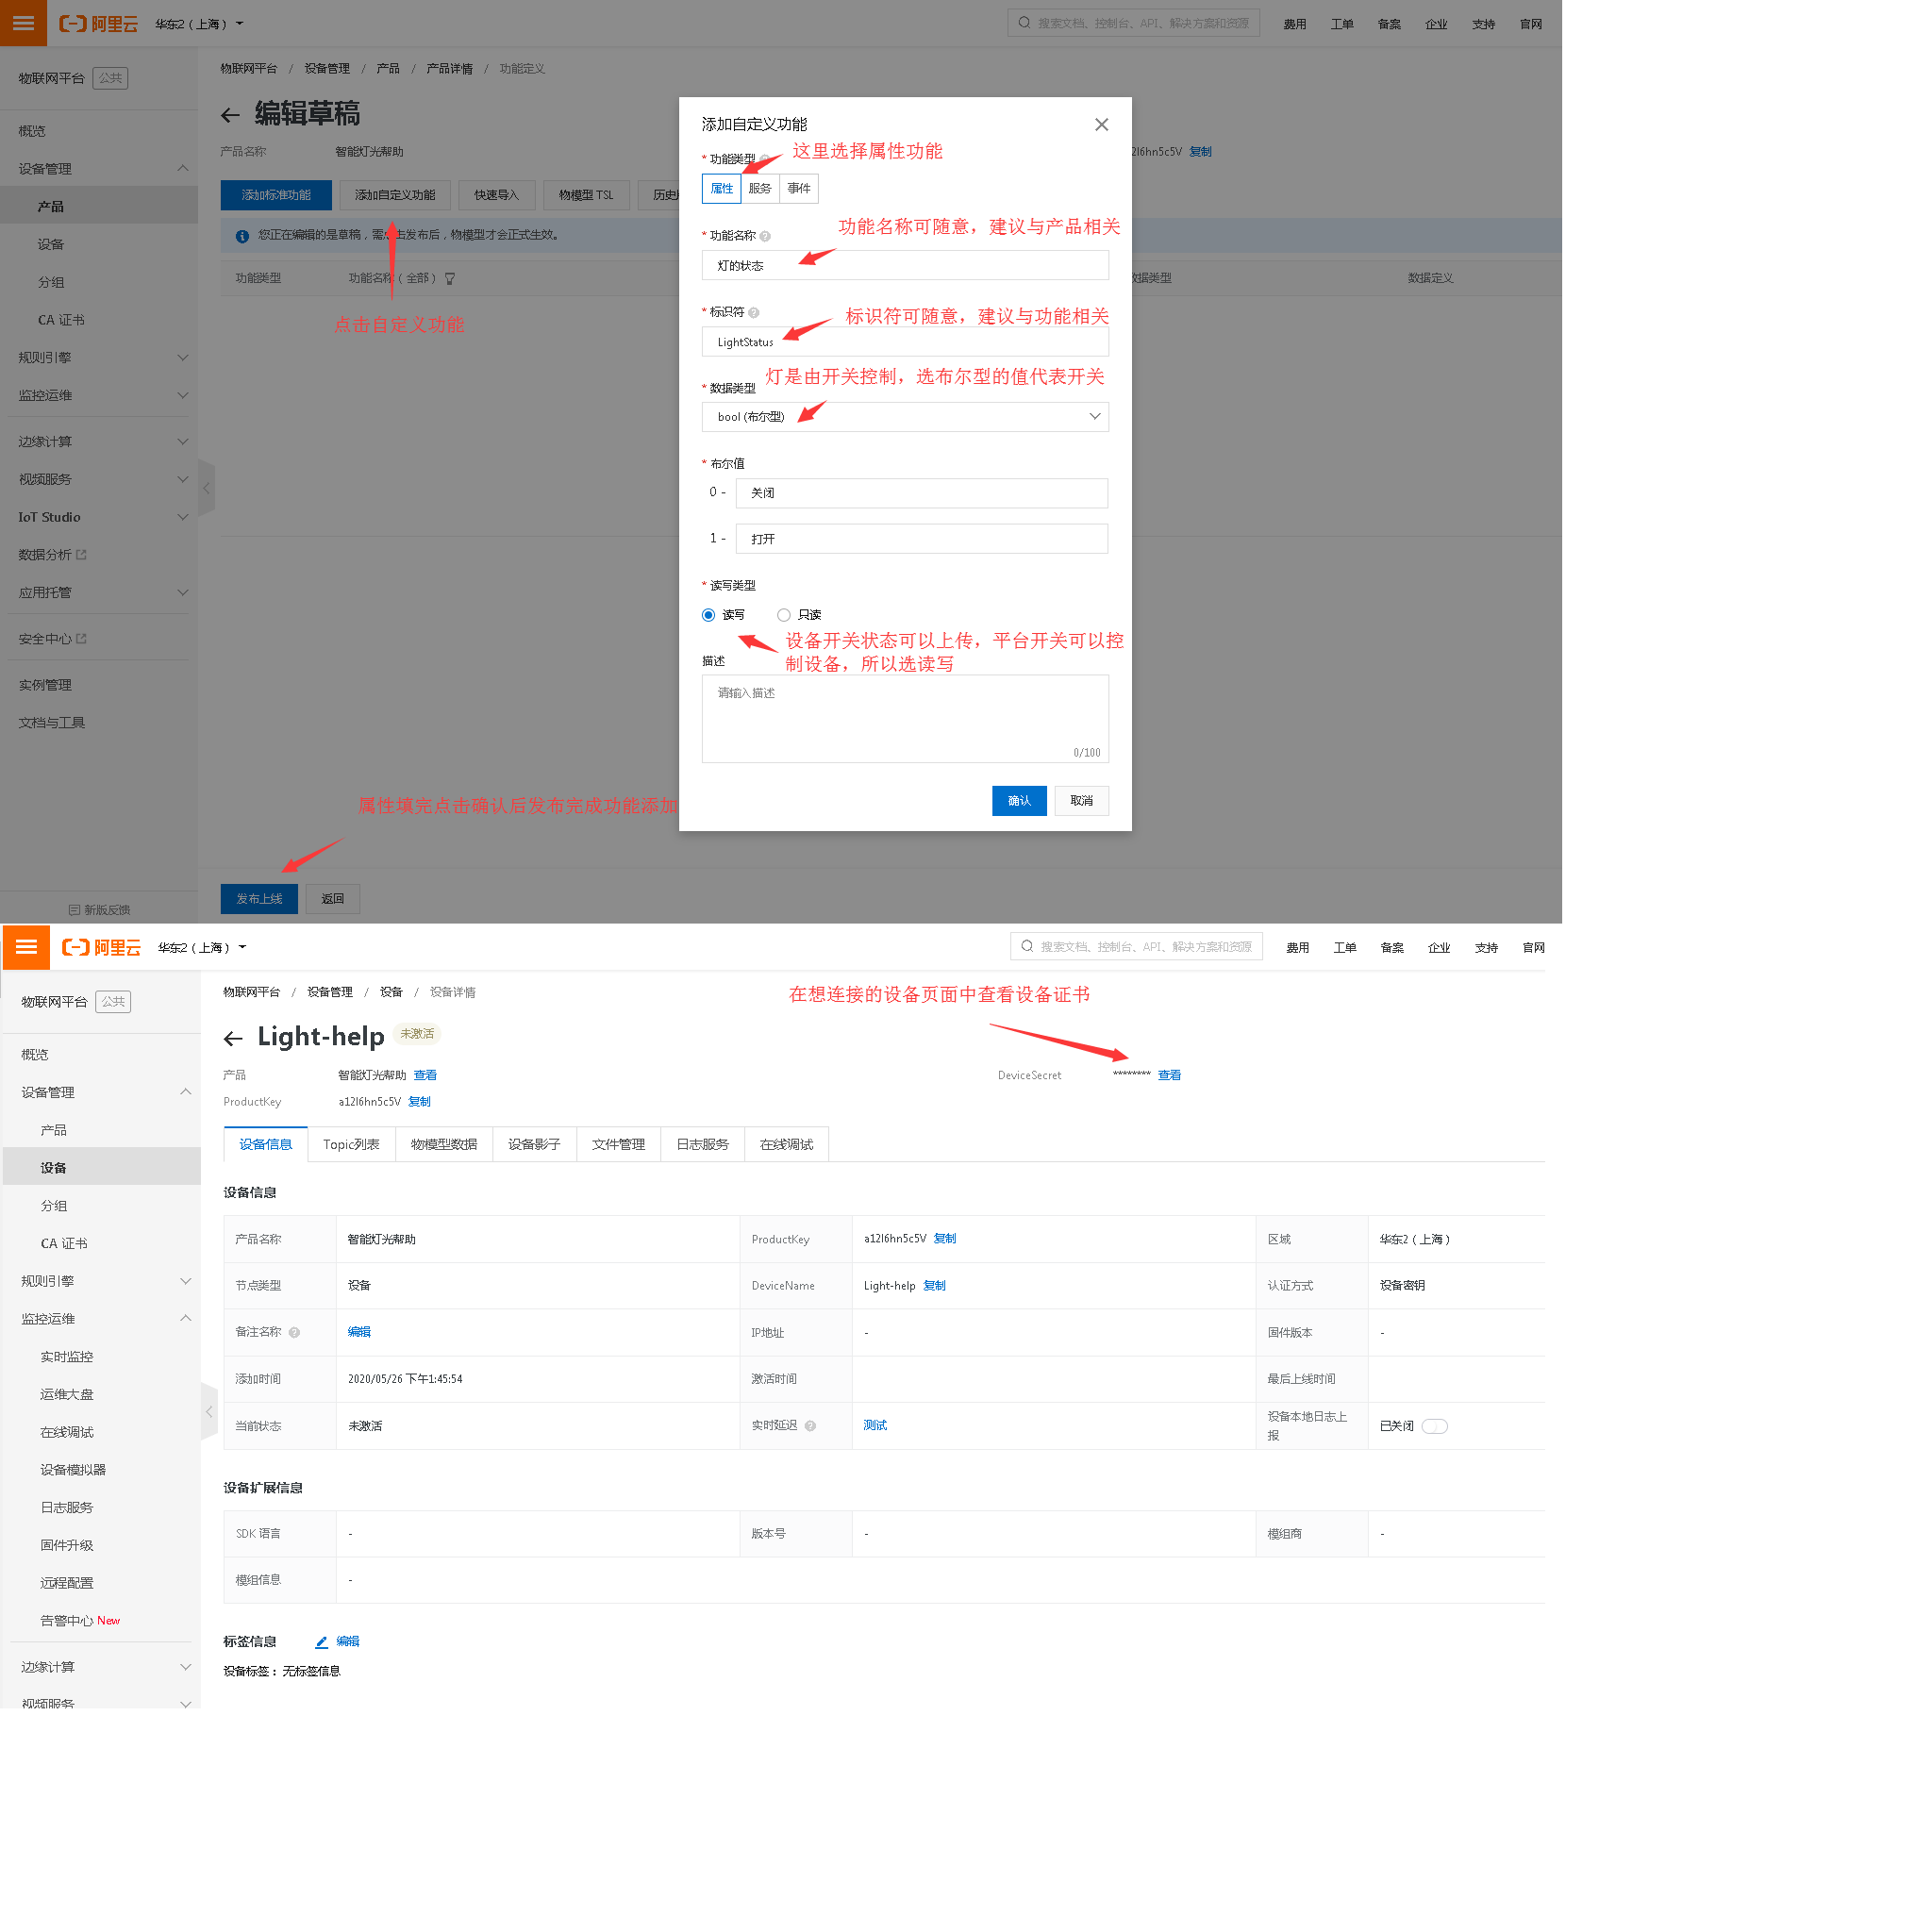 阿里云
华东2（上海）
搜索文档、控制台、API、解决方案和资源
费用 工单 备案 企业 支持 官网
物联网平台 公共
概览
设备管理
产品
设备
分组
CA 证书
规则引擎
监控运维
边缘计算
视频服务
IoT Studio
数据分析
应用托管
安全中心
实例管理
文档与工具
新版反馈
物联网平台 / 设备管理 / 产品 / 产品详情 / 功能定义
编辑草稿
产品名称 智能灯光帮助
2l6hn5c5V 复制
添加标准功能 添加自定义功能 快速导入 物模型 TSL
您正在编辑的是草稿，需点击发布后，物模型才会正式生效。
功能类型 功能名称（全部） 数据类型 数据定义
点击自定义功能
属性填完点击确认后发布完成功能添加
发布上线 返回
添加自定义功能
* 功能类型
这里选择属性功能
属性 服务 事件
功能名称可随意，建议与产品相关
* 功能名称
灯的状态
标识符可随意，建议与功能相关
* 标识符
LightStatus
灯是由开关控制，选布尔型的值代表开关
* 数据类型
bool (布尔型)
* 布尔值
0 - 关闭
1 - 打开
* 读写类型
读写 只读
设备开关状态可以上传，平台开关可以控
制设备，所以选读写
描述
请输入描述
0/100
确认 取消
阿里云
华东2（上海）
搜索文档、控制台、API、解决方案和资源
费用 工单 备案 企业 支持 官网
物联网平台 公共
概览
设备管理
产品
设备
分组
CA 证书
规则引擎
监控运维
实时监控
运维大盘
在线调试
设备模拟器
日志服务
固件升级
远程配置
告警中心 New
边缘计算
视频服务
物联网平台 / 设备管理 / 设备 / 设备详情
在想连接的设备页面中查看设备证书
Light-help 未激活
产品 智能灯光帮助 查看
DeviceSecret ******** 查看
ProductKey a12l6hn5c5V 复制
设备信息 Topic列表 物模型数据 设备影子 文件管理 日志服务 在线调试
设备信息
产品名称 智能灯光帮助 ProductKey a12l6hn5c5V 复制 区域 华东2（上海）
节点类型 设备 DeviceName Light-help 复制 认证方式 设备密钥
备注名称 编辑 IP地址 - 固件版本 -
添加时间 2020/05/26 下午1:45:54 激活时间 最后上线时间
当前状态 未激活 实时延迟 测试 设备本地日志上
报 已关闭
设备扩展信息
SDK 语言 - 版本号 - 模组商 -
模组信息 -
标签信息 编辑
设备标签：无标签信息